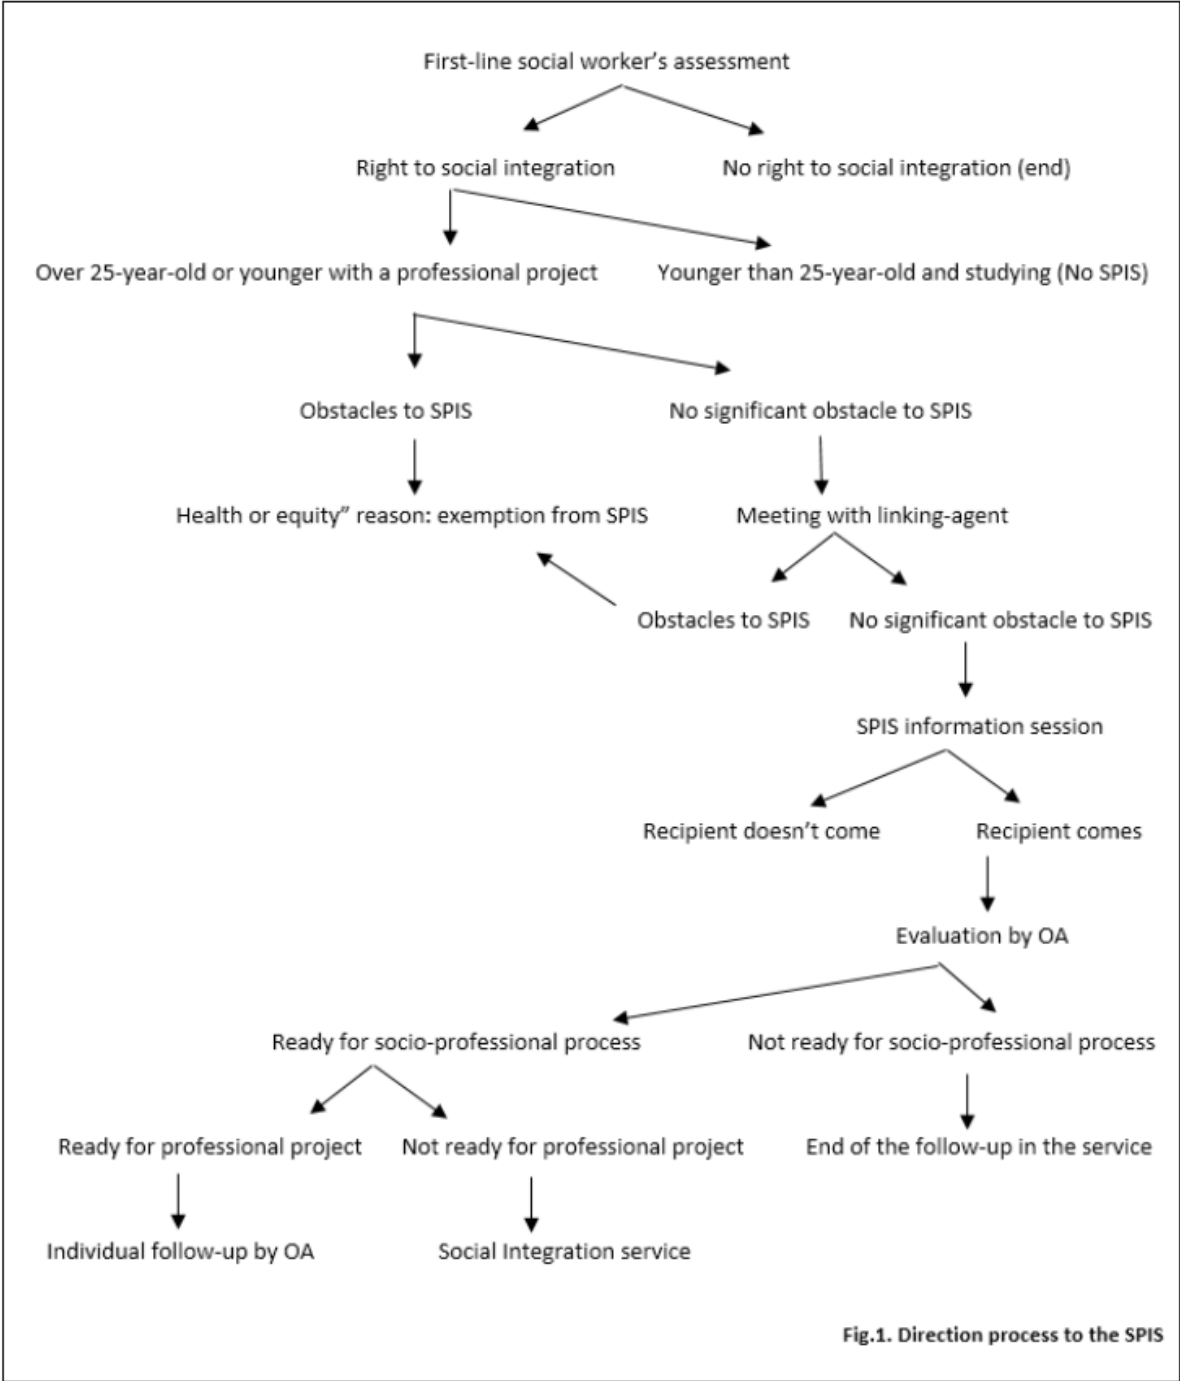 First-line social worker's assessment
Right to social integration
No right to social integration (end)
Over 25-year-old or younger with a professional project
Younger than 25-year-old and studying (No SPIS)
Obstacles to SPIS
No significant obstacle to SPIS
Health or equity” reason: exemption from SPIS
Meeting with linking-agent
Obstacles to SPIS
No significant obstacle to SPIS
SPIS information session
Recipient doesn't come
Recipient comes
Evaluation by OA
Ready for socio-professional process
Not ready for socio-professional process
Ready for professional project
Not ready for professional project
End of the follow-up in the service
Individual follow-up by OA
Social Integration service
Fig.1. Direction process to the SPIS